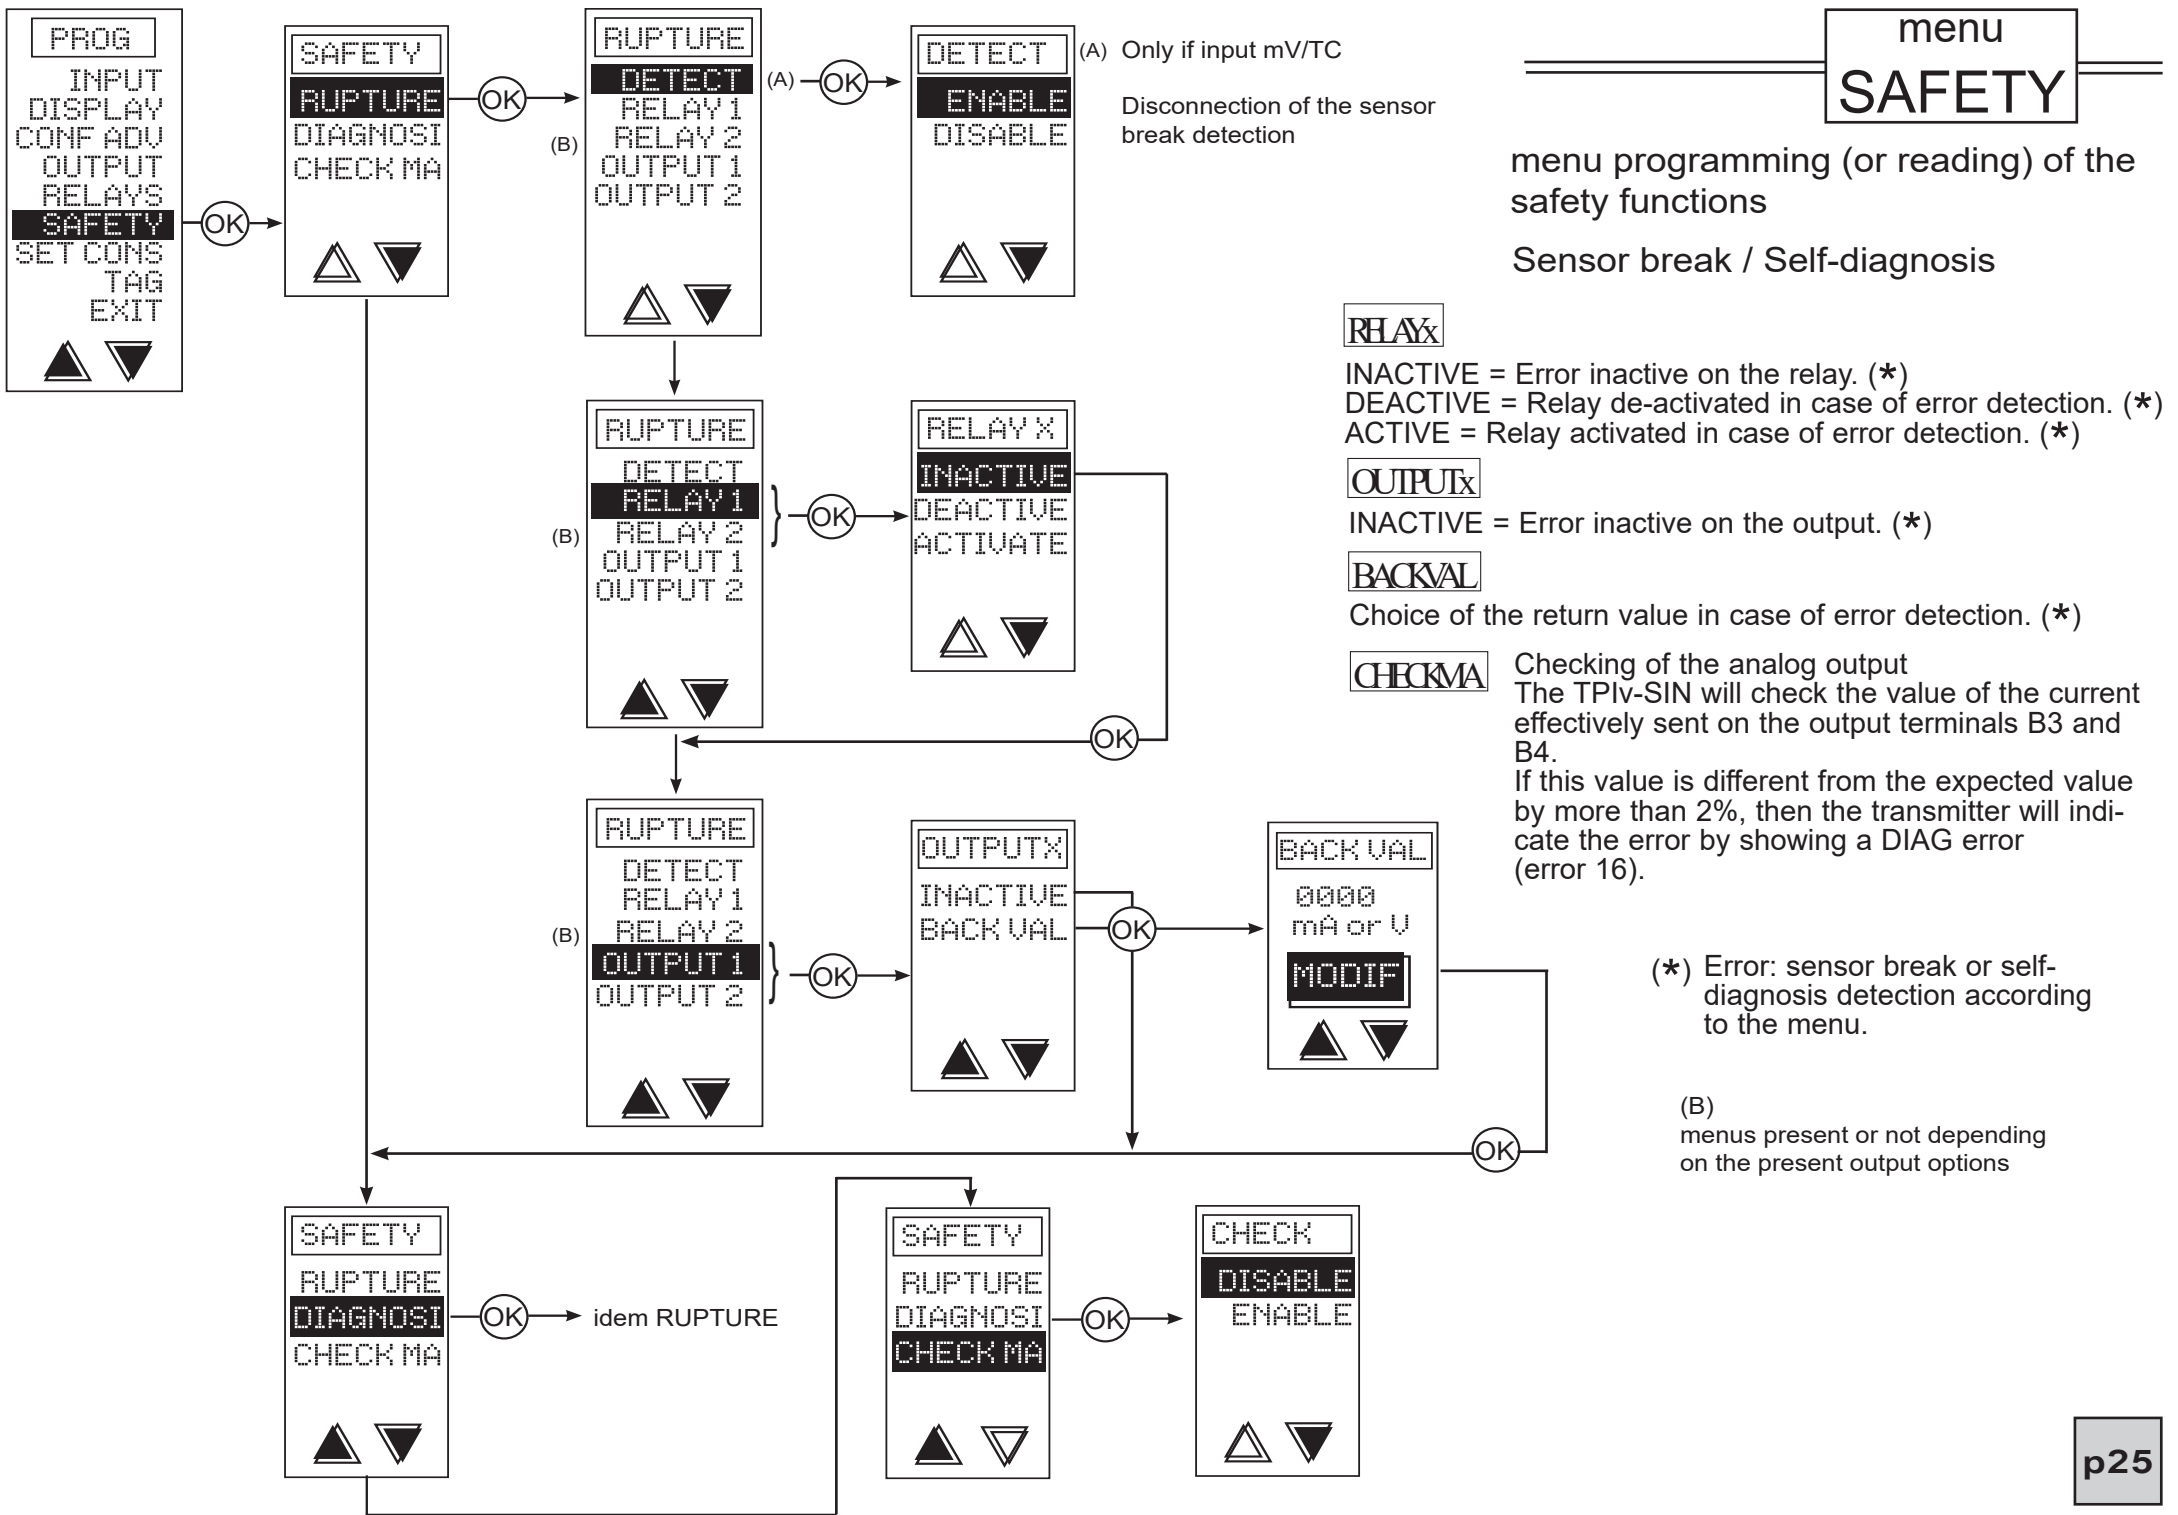 PROG
INPUT
DISPLAY
CONF ADV
OUTPUT
RELAYS
SAFETY
SET CONS
TAG
EXIT
OK
SAFETY
RUPTURE
DIAGNOSI
CHECK MA
OK
RUPTURE
DETECT
RELAY 1
RELAY 2
OUTPUT 1
OUTPUT 2
(B)
(A)
OK
DETECT
ENABLE
DISABLE
(A) Only if input mV/TC
Disconnection of the sensor
break detection
menu
SAFETY
menu programming (or reading) of the
safety functions
Sensor break / Self-diagnosis
RUPTURE
DETECT
RELAY 1
RELAY 2
OUTPUT 1
OUTPUT 2
(B)
}
OK
RELAY X
INACTIVE
DEACTIVE
ACTIVATE
OK
RELAYx
INACTIVE = Error inactive on the relay. (*)
DEACTIVE = Relay de-activated in case of error detection. (*)
ACTIVE = Relay activated in case of error detection. (*)
OUTPUTx
INACTIVE = Error inactive on the output. (*)
BACKVAL
Choice of the return value in case of error detection. (*)
CHECKMA
Checking of the analog output
The TPIv-SIN will check the value of the current
effectively sent on the output terminals B3 and
B4.
If this value is different from the expected value
by more than 2%, then the transmitter will indi-
cate the error by showing a DIAG error
(error 16).
RUPTURE
DETECT
RELAY 1
RELAY 2
OUTPUT 1
OUTPUT 2
(B)
}
OK
OUTPUTX
INACTIVE
BACK VAL
OK
BACK VAL
0000
mA or V
MODIF
OK
(*) Error: sensor break or self-
diagnosis detection according
to the menu.
(B)
menus present or not depending
on the present output options
SAFETY
RUPTURE
DIAGNOSI
CHECK MA
OK
idem RUPTURE
SAFETY
RUPTURE
DIAGNOSI
CHECK MA
OK
CHECK
DISABLE
ENABLE
p25